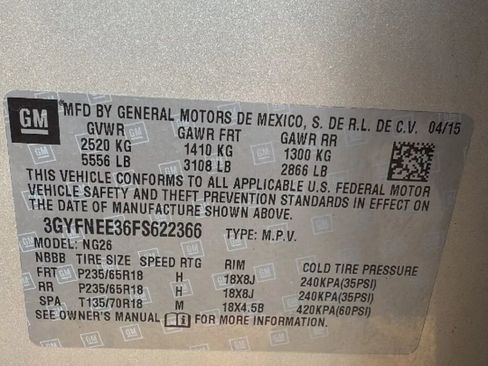 GM
MFD BY GENERAL MOTORS DE MEXICO, S. DE R.L. DE C.V. 04/15
GVWR GAWR FRT GAWR RR
2520 KG 1410 KG 1300 KG
5556 LB 3108 LB 2866 LB
THIS VEHICLE CONFORMS TO ALL APPLICABLE U.S. FEDERAL MOTOR
VEHICLE SAFETY AND THEFT PREVENTION STANDARDS IN EFFECT ON
THE DATE OF MANUFACTURE SHOWN ABOVE.
3GYFNEE36FS622366 TYPE: M.P.V.
MODEL: NG26
NBBB TIRE SIZE SPEED RTG RIM COLD TIRE PRESSURE
FRT P235/65R18 H 18X8J 240KPA(35PSI)
RR P235/65R18 H 18X8J 240KPA(35PSI)
SPA T135/70R18 M 18X4.5B 420KPA(60PSI)
SEE OWNER'S MANUAL FOR MORE INFORMATION.